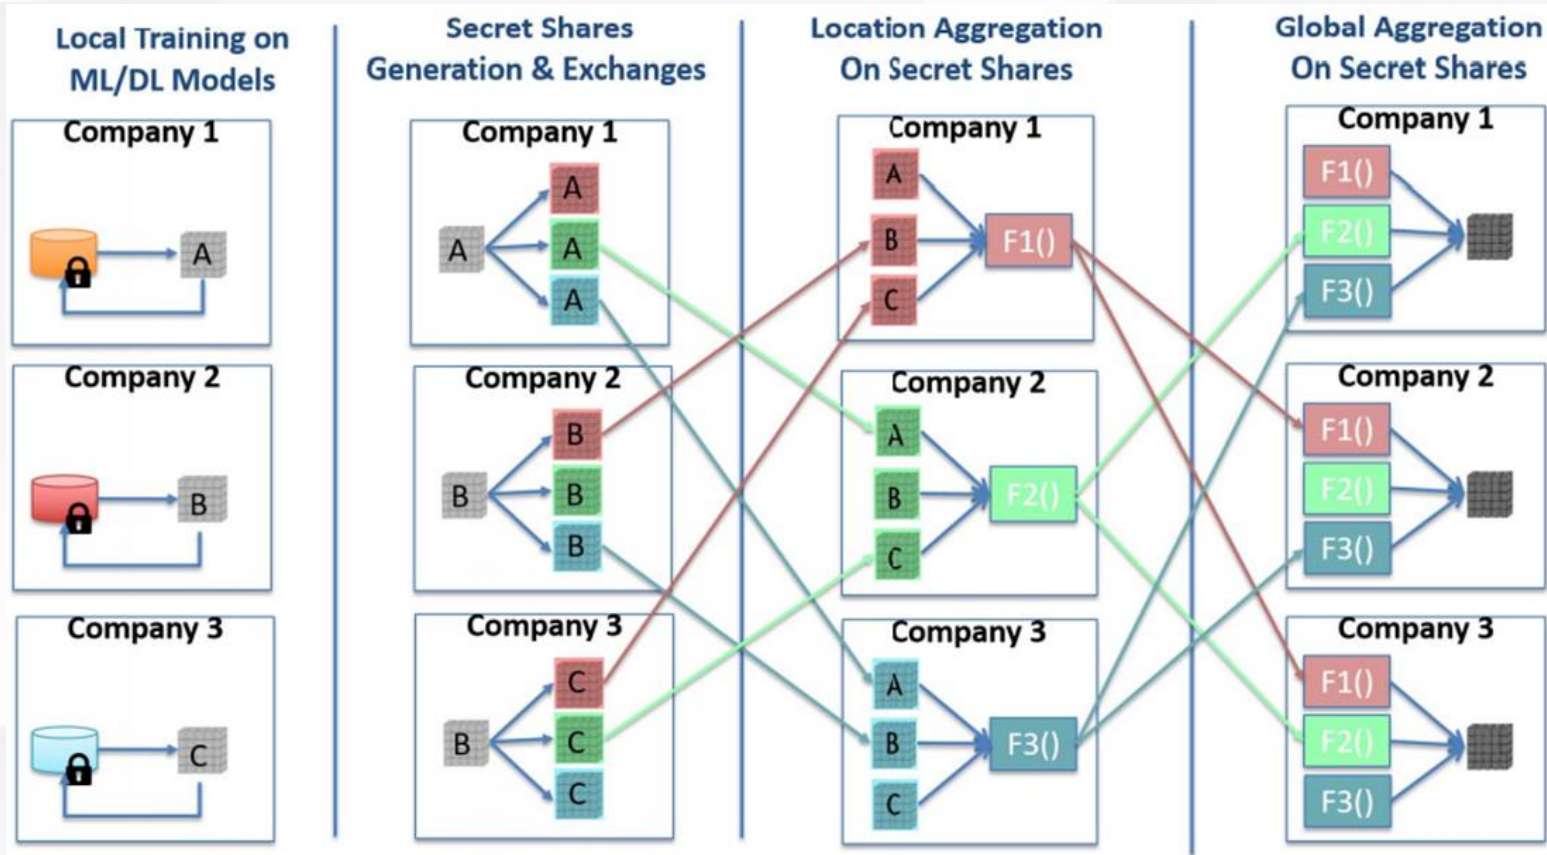 Local Training on
ML/DL Models
Company 1
A
Company 2
B
Company 3
C
Secret Shares
Generation & Exchanges
Company 1
A
A
A
A
Company 2
B
B
B
B
Company 3
C
B
C
C
Location Aggregation
On Secret Shares
Company 1
A
B
F1()
C
Company 2
A
B
F2()
C
Company 3
A
B
F3()
C
Global Aggregation
On Secret Shares
Company 1
F1()
F2()
F3()
Company 2
F1()
F2()
F3()
Company 3
F1()
F2()
F3()